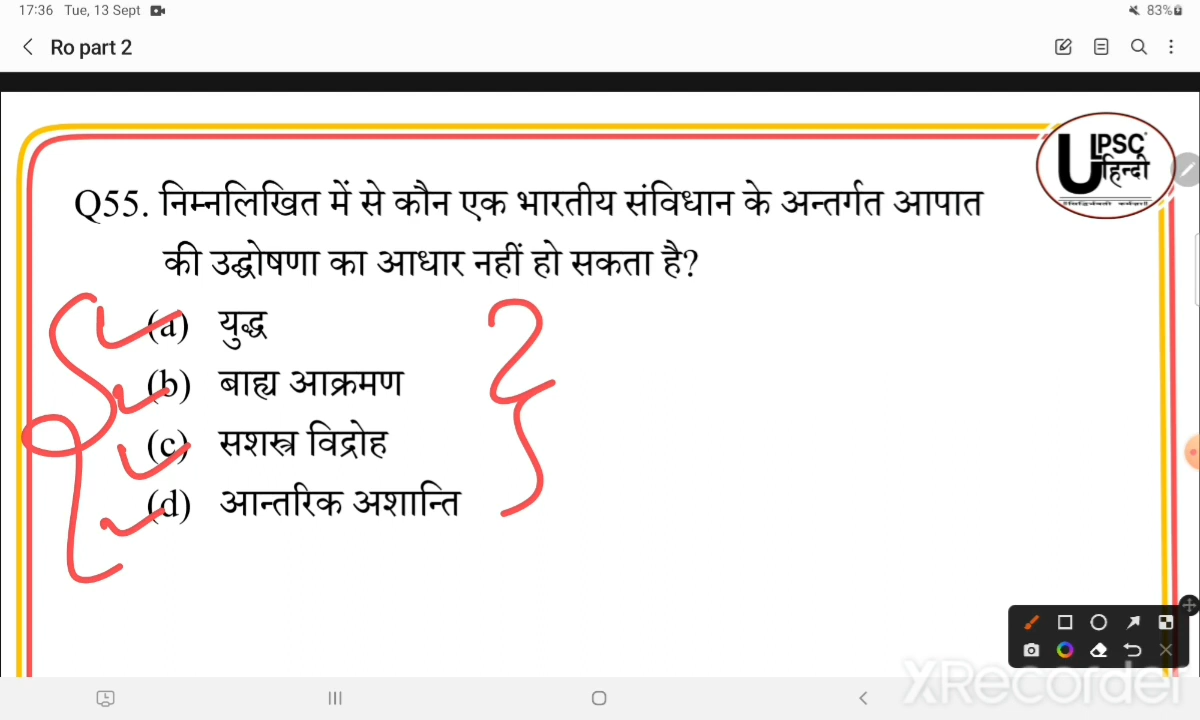 17:36 Tue, 13 Sept
83%
Ro part 2
U PSC
हिन्दी
Q55. निम्नलिखित में से कौन एक भारतीय संविधान के अन्तर्गत आपात
की उद्घोषणा का आधार नहीं हो सकता है?
(a) युद्ध
(b) बाह्य आक्रमण
(c) सशस्त्र विद्रोह
(d) आन्तरिक अशान्ति
XRecorder